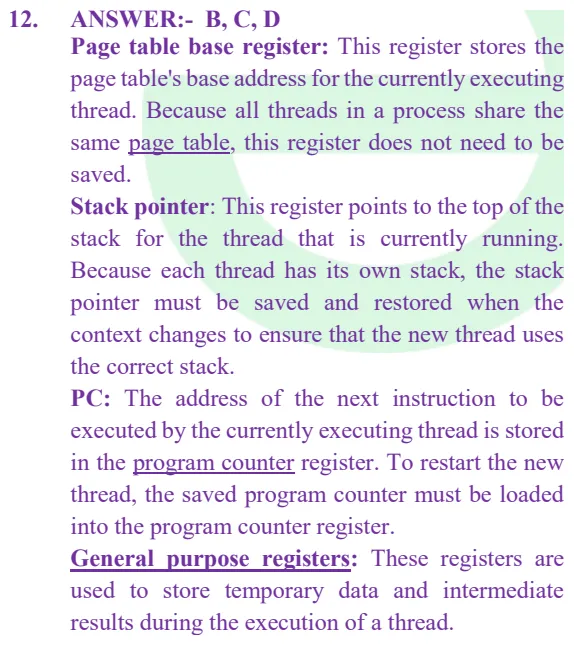 12. ANSWER:- B, C, D
Page table base register: This register stores the
page table's base address for the currently executing
thread. Because all threads in a process share the
same page table, this register does not need to be
saved.
Stack pointer: This register points to the top of the
stack for the thread that is currently running.
Because each thread has its own stack, the stack
pointer must be saved and restored when the
context changes to ensure that the new thread uses
the correct stack.
PC: The address of the next instruction to be
executed by the currently executing thread is stored
in the program counter register. To restart the new
thread, the saved program counter must be loaded
into the program counter register.
General purpose registers: These registers are
used to store temporary data and intermediate
results during the execution of a thread.